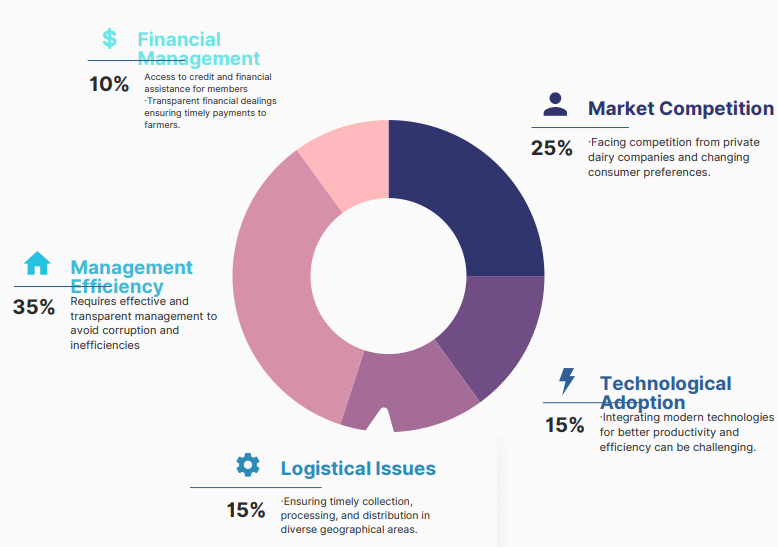 $ Financial
Management
10%
Access to credit and financial
assistance for members
·Transparent financial dealings
ensuring timely payments to
farmers.
Market Competition
25%
·Facing competition from private
dairy companies and changing
consumer preferences.
Management
Efficiency
35%
Requires effective and
transparent management to
avoid corruption and
inefficiencies
Technological
Adoption
15%
·Integrating modern technologies
for better productivity and
efficiency can be challenging.
Logistical Issues
15%
·Ensuring timely collection,
processing, and distribution in
diverse geographical areas.